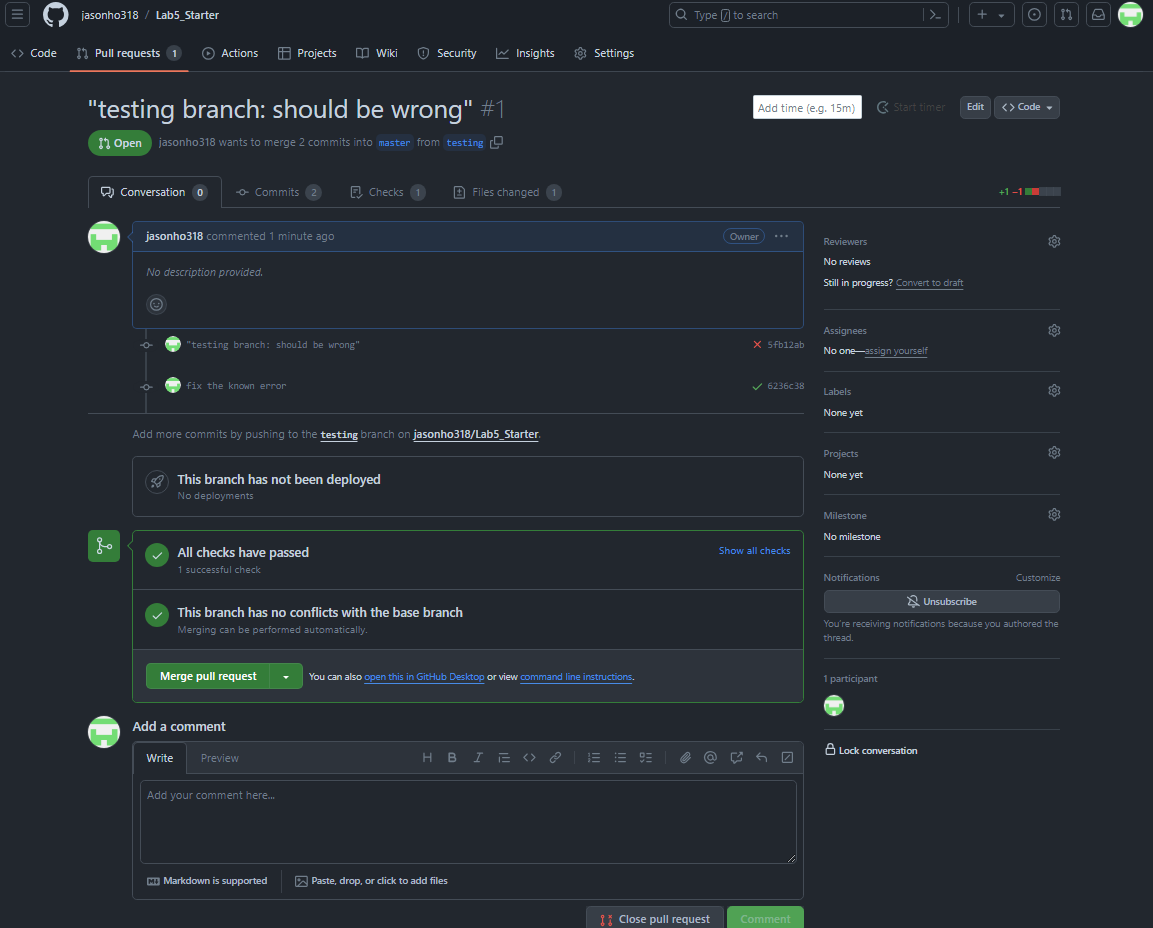 jasonho318 / Lab5_Starter
Type / to search
Code
Pull requests 1
Actions
Projects
Wiki
Security
Insights
Settings
"testing branch: should be wrong" #1
Add time (e.g. 15m)
Start timer
Edit
<> Code
Open
jasonho318 wants to merge 2 commits into master from testing
Conversation 0
Commits 2
Checks 1
Files changed 1
+1 −1
jasonho318 commented 1 minute ago
Owner
No description provided.
"testing branch: should be wrong"
5fb12ab
fix the known error
6236c38
Add more commits by pushing to the testing branch on jasonho318/Lab5_Starter.
This branch has not been deployed
No deployments
All checks have passed
1 successful check
Show all checks
This branch has no conflicts with the base branch
Merging can be performed automatically.
Merge pull request
You can also open this in GitHub Desktop or view command line instructions.
Add a comment
Write
Preview
Add your comment here...
Markdown is supported
Paste, drop, or click to add files
Close pull request
Comment
Reviewers
No reviews
Still in progress? Convert to draft
Assignees
No one—assign yourself
Labels
None yet
Projects
None yet
Milestone
No milestone
Notifications
Customize
Unsubscribe
You're receiving notifications because you authored the
thread.
1 participant
Lock conversation